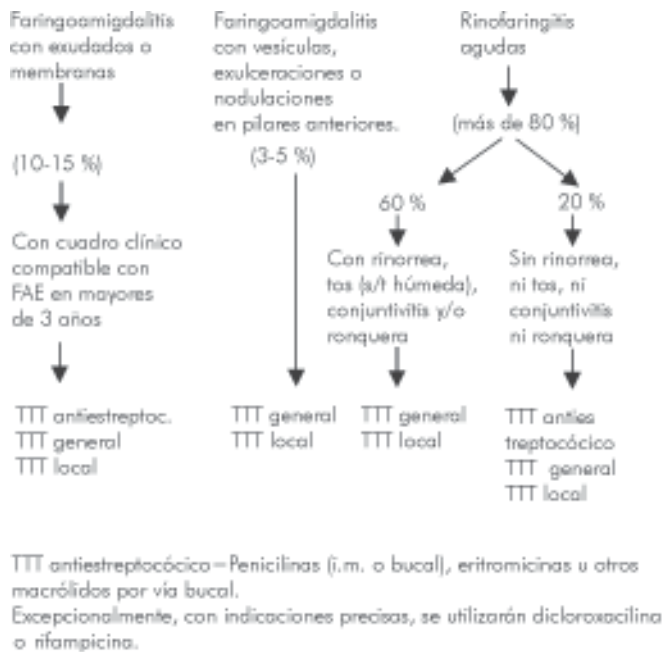 Faringoamigdalitis
con exudados o
membranas
(10-15 %)
Con cuadro clínico
compatible con
FAE en mayores
de 3 años
TTT antiestreptoc.
TTT general
TTT local
Faringoamigdalitis
con vesículas,
exulceraciones o
nodulaciones
en pilares anteriores.
(3-5 %)
TTT general
TTT local
Rinofaringitis
agudas
(más de 80 %)
60 %
Con rinorrea,
tos (s/t húmeda),
conjuntivitis y/o
ronquera
TTT general
TTT local
20 %
Sin rinorrea,
ni tos, ni
conjuntivitis
ni ronquera
TTT anties
treptocócico
TTT general
TTT local
TTT antiestreptocócico—Penicilinas (i.m. o bucal), eritromicinas u otros
macrólidos por vía bucal.
Excepcionalmente, con indicaciones precisas, se utilizarán dicloroxacilina
o rifampicina.